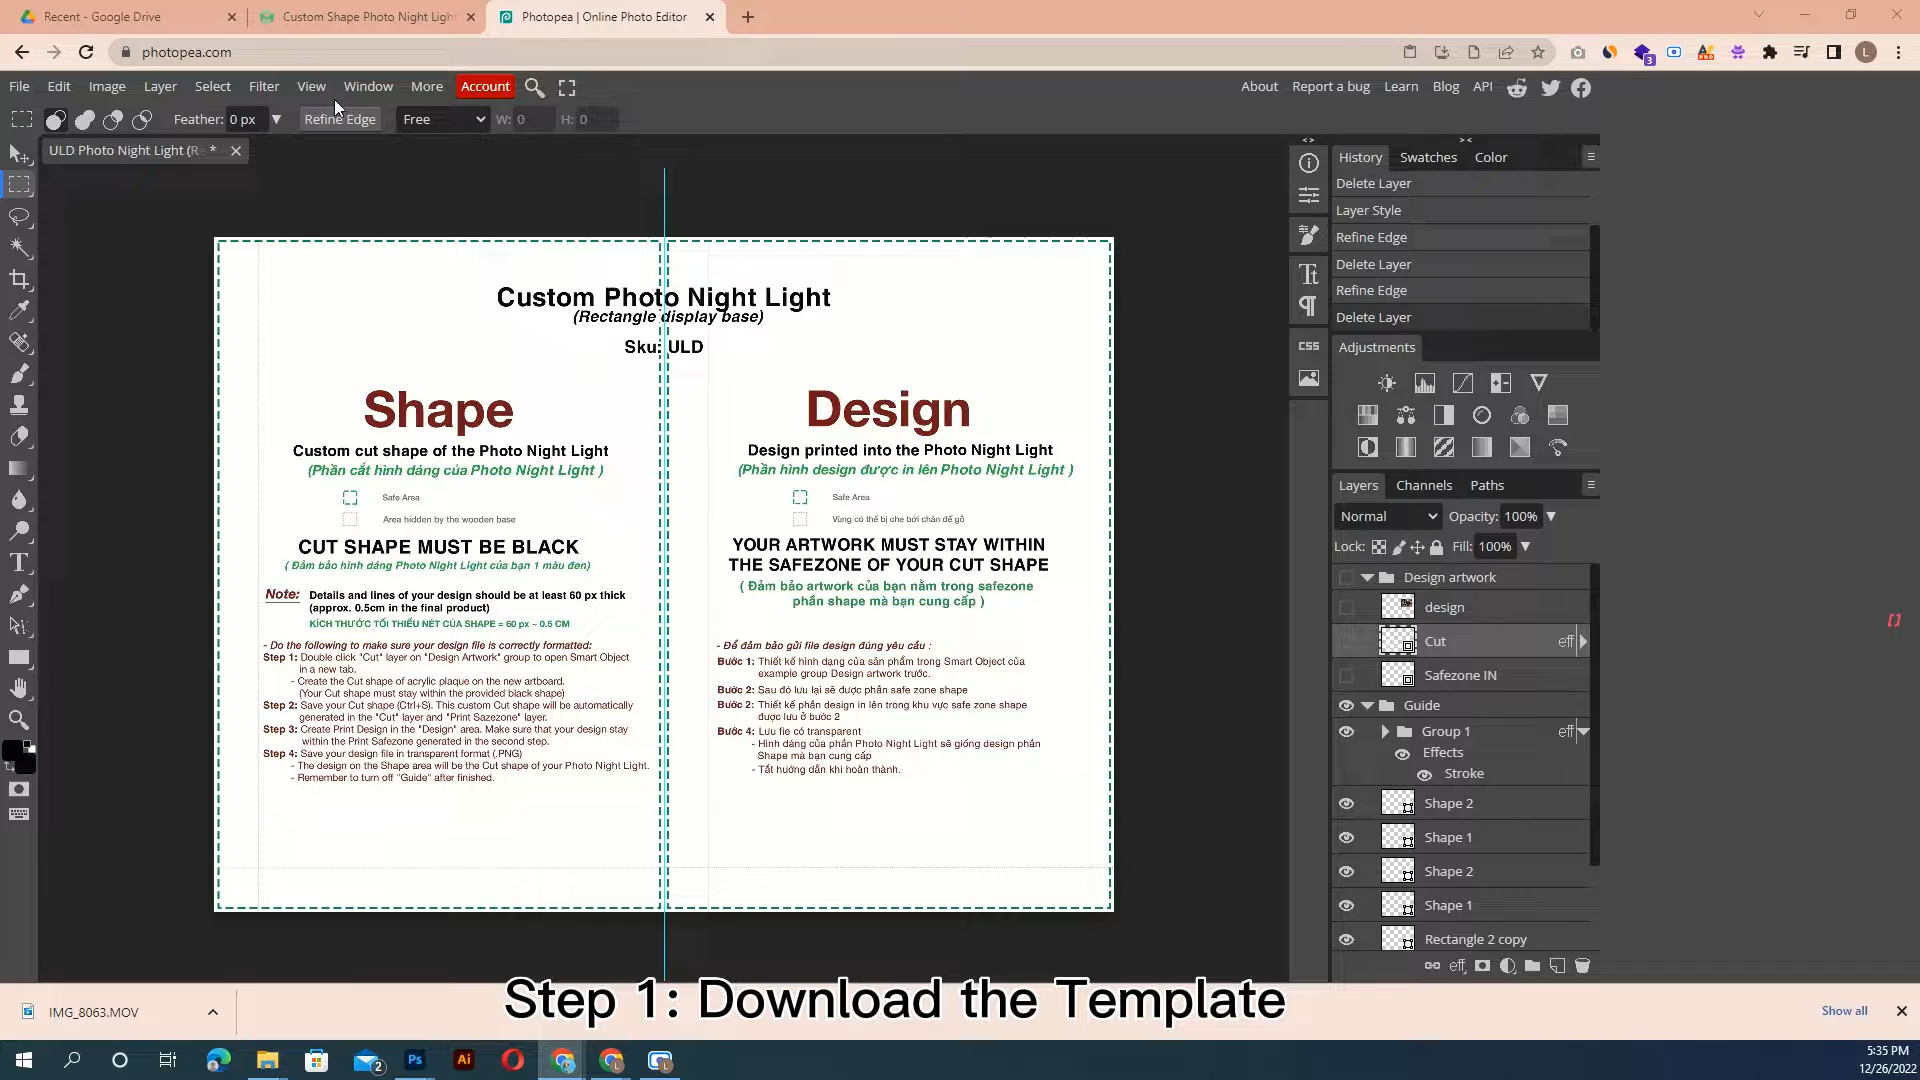 Recent - Google Drive
Custom Shape Photo Night Light
Photopea | Online Photo Editor
photopea.com
3
L
File Edit Image Layer Select Filter View Window More Account
About Report a bug Learn Blog API
Feather: 0 px Refine Edge Free W: 0 H: 0
ULD Photo Night Light (Re *
History Swatches Color
Delete Layer
Layer Style
Refine Edge
Delete Layer
Refine Edge
Delete Layer
CSS
Adjustments
Layers Channels Paths
Normal Opacity: 100%
Lock: Fill: 100%
Design artwork
design
Cut eff
Safezone IN
Guide
Group 1 eff
Effects
Stroke
Shape 2
Shape 1
Shape 2
Shape 1
Rectangle 2 copy
eff
Custom Photo Night Light
(Rectangle display base)
Sku: ULD
Shape
Custom cut shape of the Photo Night Light
(Phần cắt hình dáng của Photo Night Light )
Safe Area
Area hidden by the wooden base
CUT SHAPE MUST BE BLACK
( Đảm bảo hình dáng Photo Night Light của bạn 1 màu đen)
Note: Details and lines of your design should be at least 60 px thick
(approx. 0.5cm in the final product)
KÍCH THƯỚC TỐI THIỂU NÉT CỦA SHAPE = 60 px ~ 0.5 CM
- Do the following to make sure your design file is correctly formatted:
Step 1: Double click "Cut" layer on "Design Artwork" group to open Smart Object
in a new tab.
- Create the Cut shape of acrylic plaque on the new artboard.
(Your Cut shape must stay within the provided black shape)
Step 2: Save your Cut shape (Ctrl+S). This custom Cut shape will be automatically
generated in the "Cut" layer and "Print Sazezone" layer.
Step 3: Create Print Design in the "Design" area. Make sure that your design stay
within the Print Safezone generated in the second step.
Step 4: Save your design file in transparent format (.PNG)
- The design on the Shape area will be the Cut shape of your Photo Night Light.
- Remember to turn off "Guide" after finished.
Design
Design printed into the Photo Night Light
(Phần hình design được in lên Photo Night Light )
Safe Area
Vùng có thể bị che bởi chân đế gỗ
YOUR ARTWORK MUST STAY WITHIN
THE SAFEZONE OF YOUR CUT SHAPE
( Đảm bảo artwork của bạn nằm trong safezone
phần shape mà bạn cung cấp )
- Để đảm bảo gửi file design đúng yêu cầu :
Bước 1: Thiết kế hình dạng của sản phẩm trong Smart Object của
example group Design artwork trước.
Bước 2: Sau đó lưu lại sẽ được phần safe zone shape
Bước 2: Thiết kế phần design in lên trong khu vực safe zone shape
được lưu ở bước 2
Bước 4: Lưu fie có transparent
- Hình dáng của phần Photo Night Light sẽ giống design phần
Shape mà bạn cung cấp
- Tắt hướng dẫn khi hoàn thành.
Step 1: Download the Template
IMG_8063.MOV
Show all
2
Ps
Ai
5:35 PM
12/26/2022